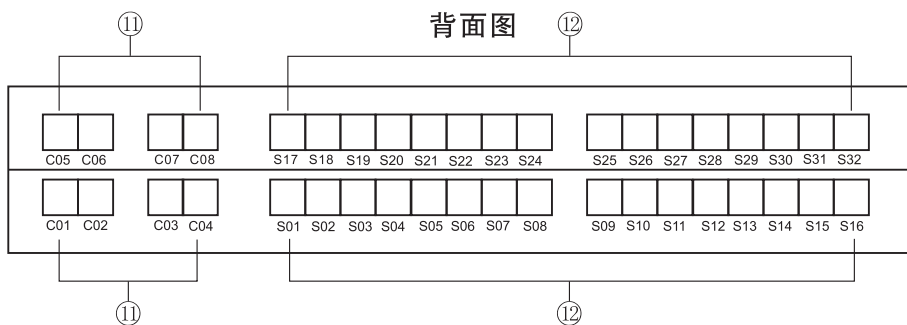 ⑪ 背面图 ⑫
C05 C06 C07 C08 S17 S18 S19 S20 S21 S22 S23 S24 S25 S26 S27 S28 S29 S30 S31 S32
C01 C02 C03 C04 S01 S02 S03 S04 S05 S06 S07 S08 S09 S10 S11 S12 S13 S14 S15 S16
⑪ ⑫